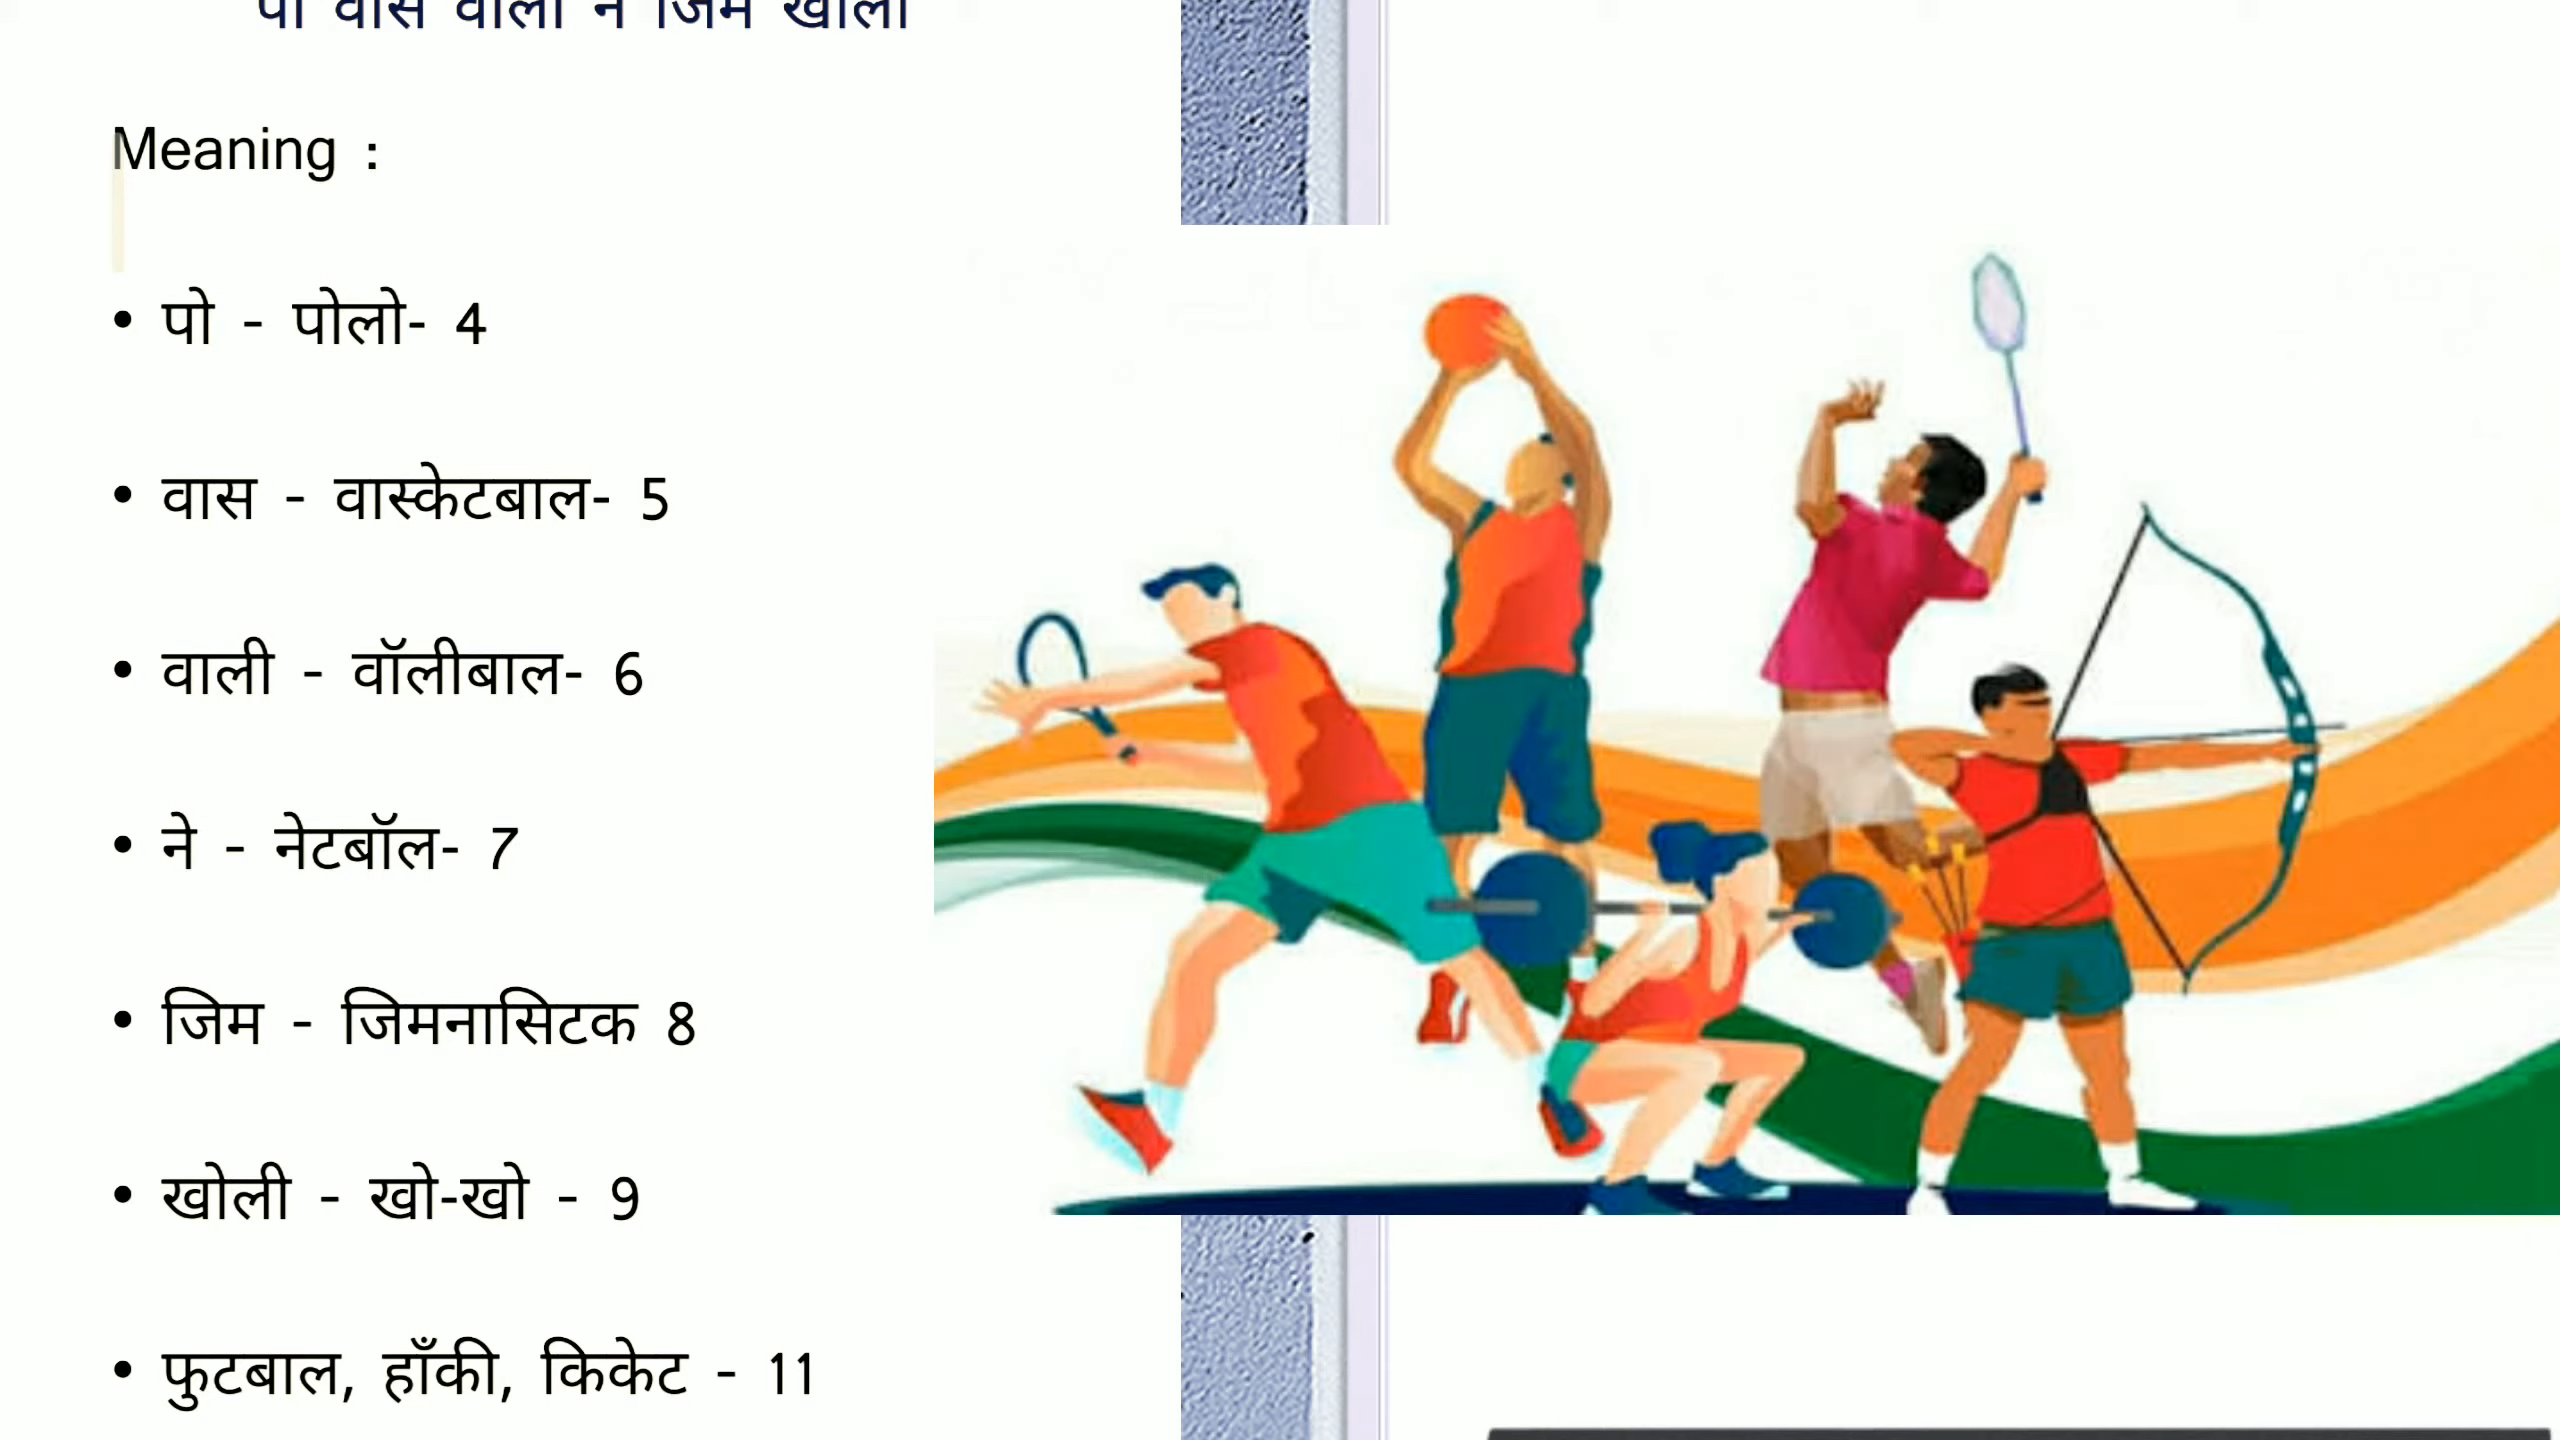 पो वास वाली ने जिम खोली
Meaning :
• पो - पोलो- 4
• वास - वास्केटबाल- 5
• वाली - वॉलीबाल- 6
• ने - नेटबॉल- 7
• जिम - जिमनासिटक 8
• खोली - खो-खो - 9
• फुटबाल, हाँकी, किकेट - 11